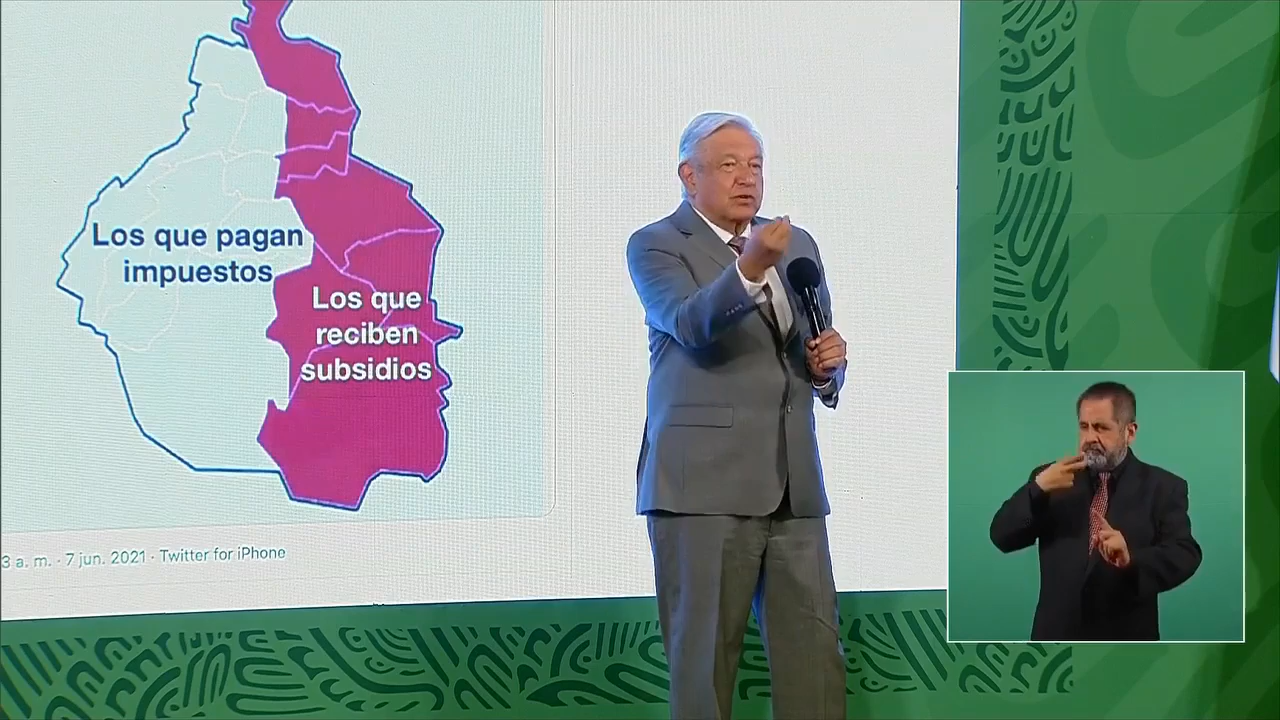 Los que pagan
impuestos
Los que
reciben
subsidios
3 a. m. · 7 jun. 2021 · Twitter for iPhone